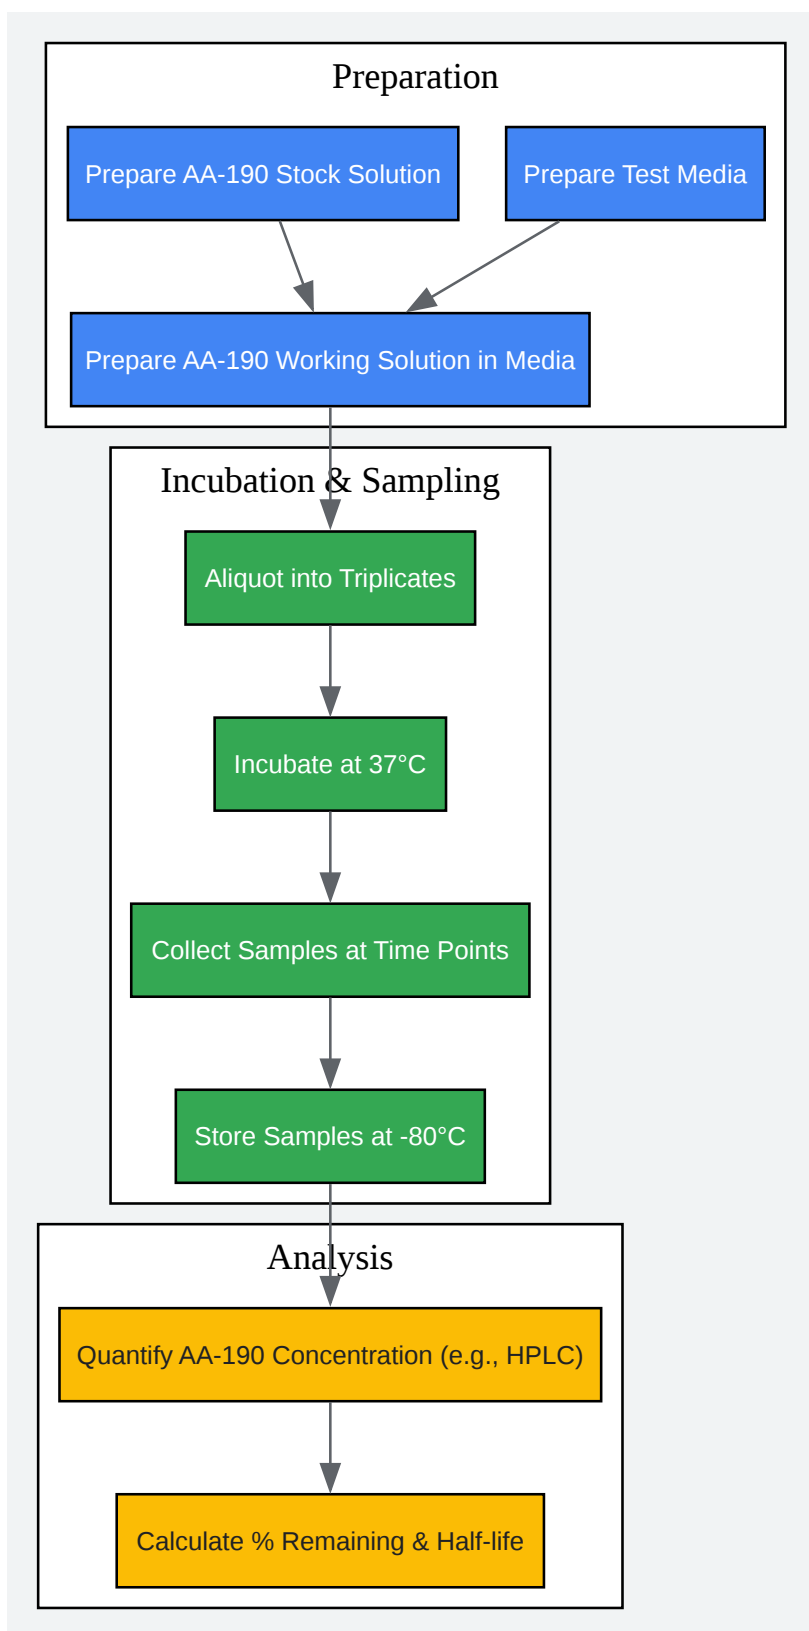 Preparation
Prepare AA-190 Stock Solution
Prepare Test Media
Prepare AA-190 Working Solution in Media
Incubation & Sampling
Aliquot into Triplicates
Incubate at 37°C
Collect Samples at Time Points
Store Samples at -80°C
Analysis
Quantify AA-190 Concentration (e.g., HPLC)
Calculate % Remaining & Half-life